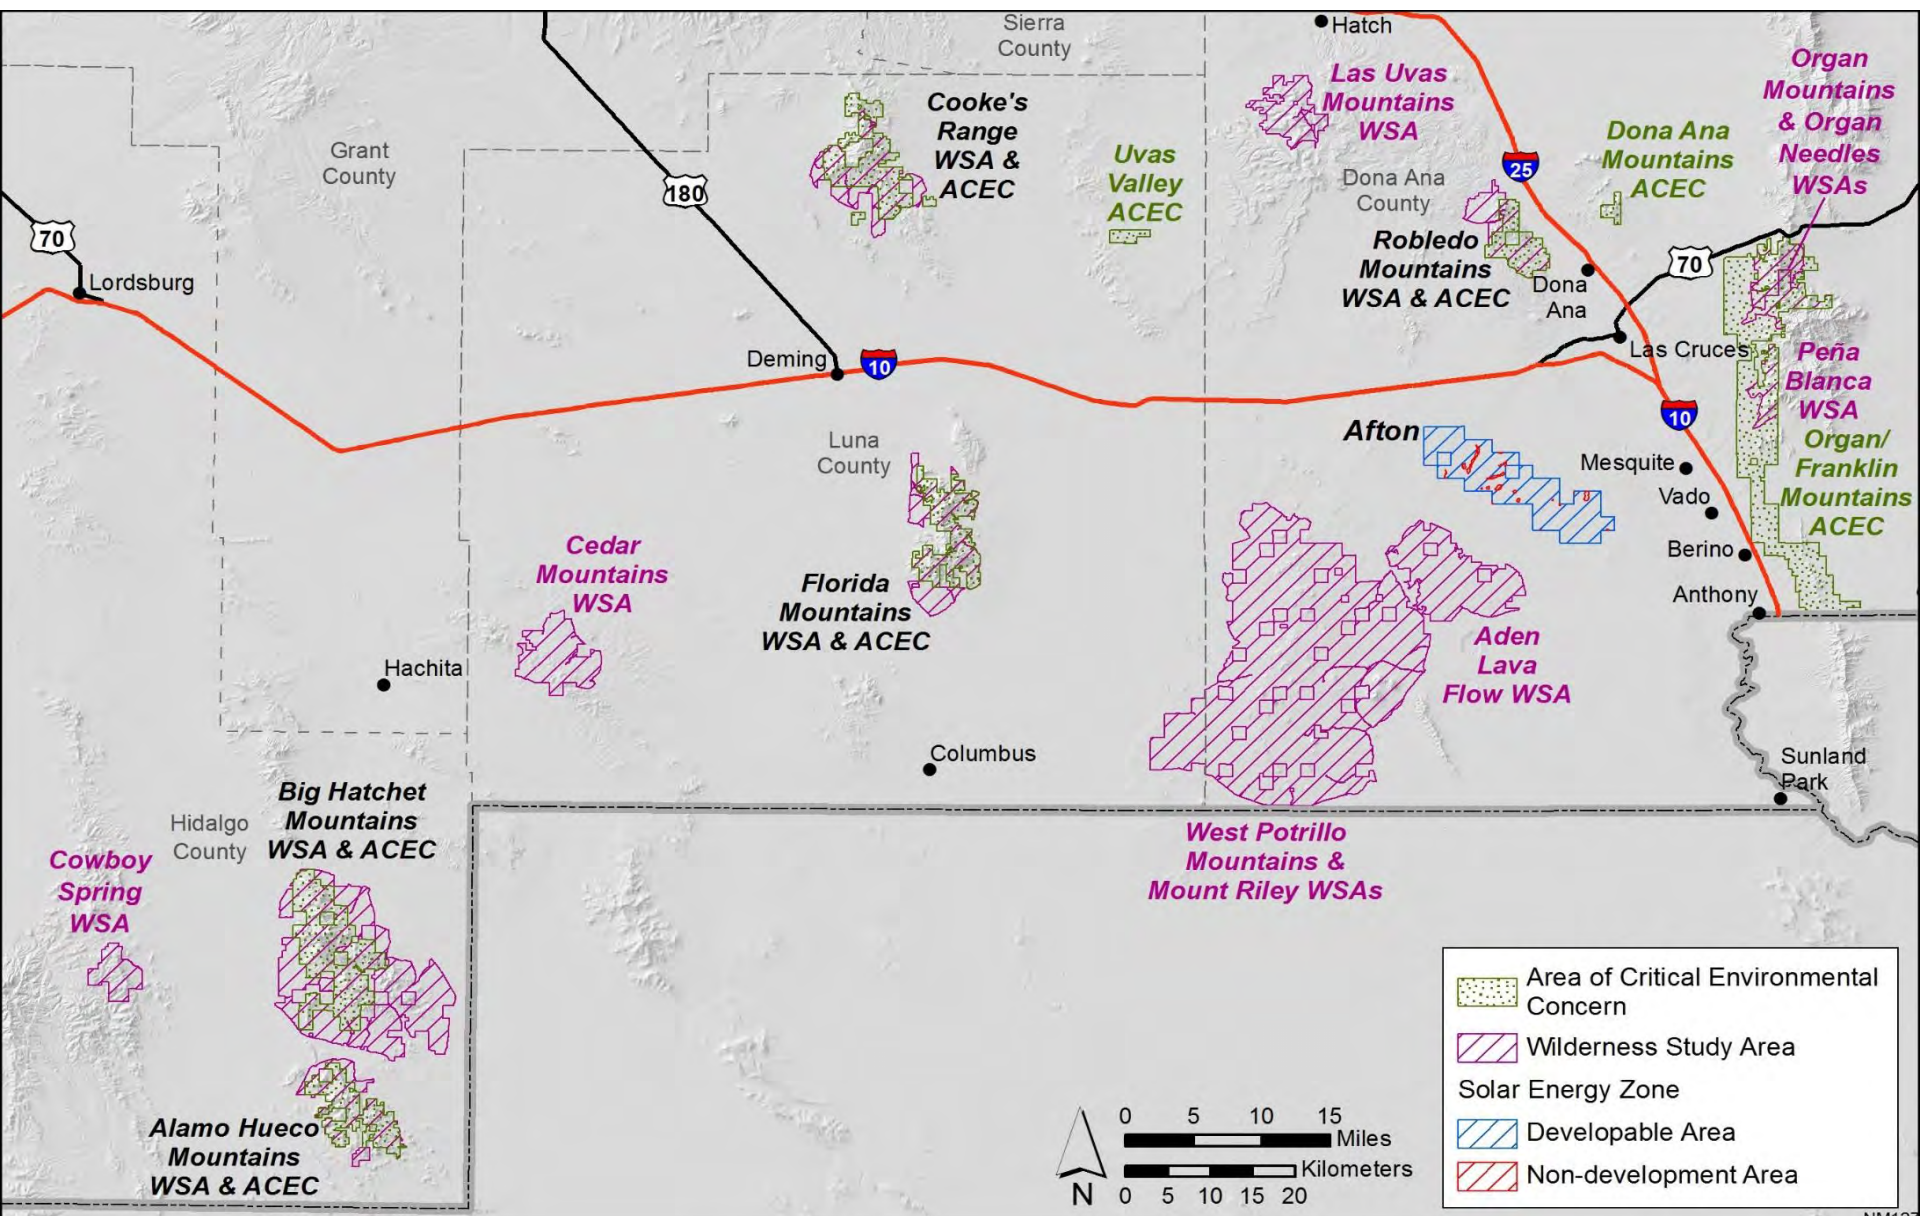 Sierra
County
Hatch
Organ
Mountains
& Organ
Needles
WSAs
Las Uvas
Mountains
WSA
Cooke's
Range
WSA &
ACEC
Grant
County
180
Uvas
Valley
ACEC
Dona Ana
Mountains
ACEC
25
Dona Ana
County
70
Lordsburg
Robledo
Mountains
WSA & ACEC
Dona
Ana
70
Las Cruces
Deming
10
Peña
Blanca
WSA
10
Afton
Organ/
Franklin
Mountains
ACEC
Luna
County
Mesquite
Vado
Berino
Anthony
Cedar
Mountains
WSA
Florida
Mountains
WSA & ACEC
Aden
Lava
Flow WSA
Hachita
Columbus
Sunland
Park
Big Hatchet
Mountains
WSA & ACEC
Hidalgo
County
Cowboy
Spring
WSA
West Potrillo
Mountains &
Mount Riley WSAs
Alamo Hueco
Mountains
WSA & ACEC
Area of Critical Environmental
Concern
Wilderness Study Area
Solar Energy Zone
Developable Area
Non-development Area
0 5 10 15
Miles
Kilometers
0 5 10 15 20
N